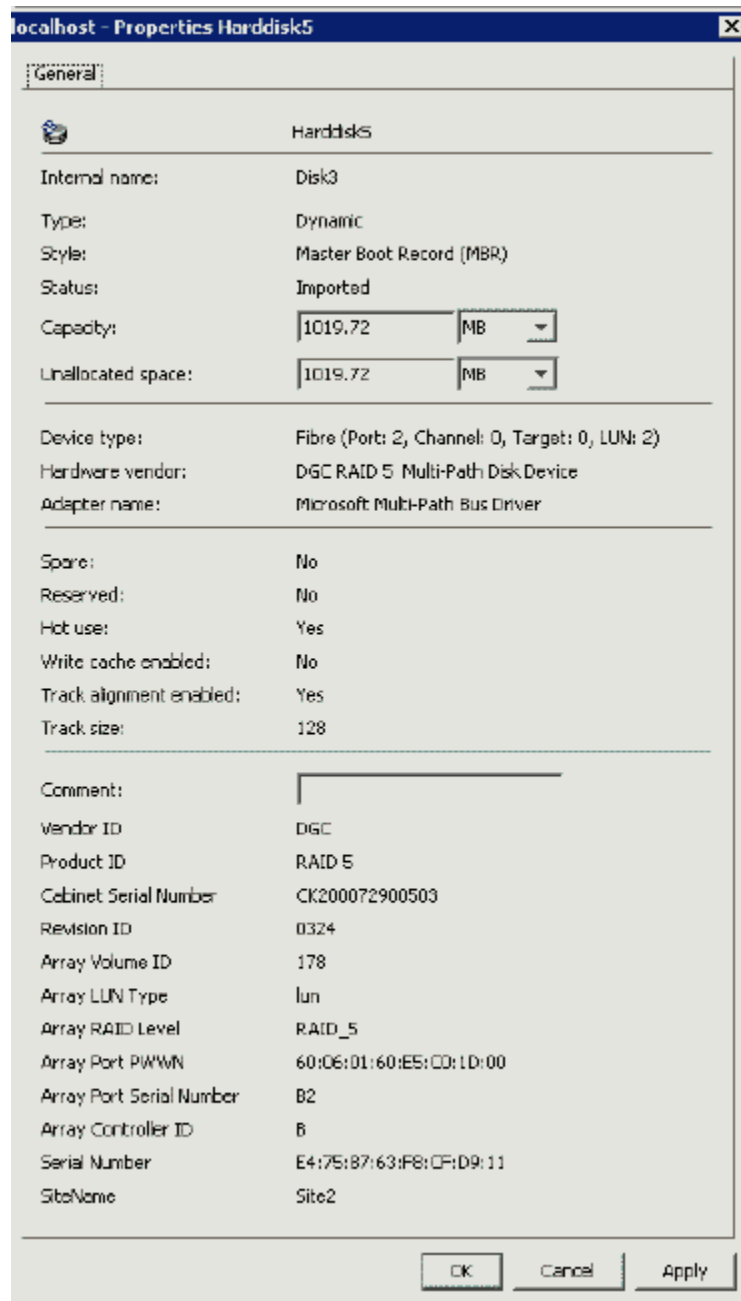 localhost - Properties Harddisk5
General
Harddisk5
Internal name: Disk3
Type: Dynamic
Style: Master Boot Record (MBR)
Status: Imported
Capacity: 1019.72 MB
Unallocated space: 1019.72 MB
Device type: Fibre (Port: 2, Channel: 0, Target: 0, LUN: 2)
Hardware vendor: DGC RAID 5 Multi-Path Disk Device
Adapter name: Microsoft Multi-Path Bus Driver
Spare: No
Reserved: No
Hot use: Yes
Write cache enabled: No
Track alignment enabled: Yes
Track size: 128
Comment:
Vendor ID DGC
Product ID RAID 5
Cabinet Serial Number CK200072900503
Revision ID 0324
Array Volume ID 178
Array LUN Type lun
Array RAID Level RAID_5
Array Port PWWN 60:06:01:60:E5:C0:1D:00
Array Port Serial Number B2
Array Controller ID B
Serial Number E4:75:87:63:F8:CF:D9:11
SiteName Site2
OK Cancel Apply